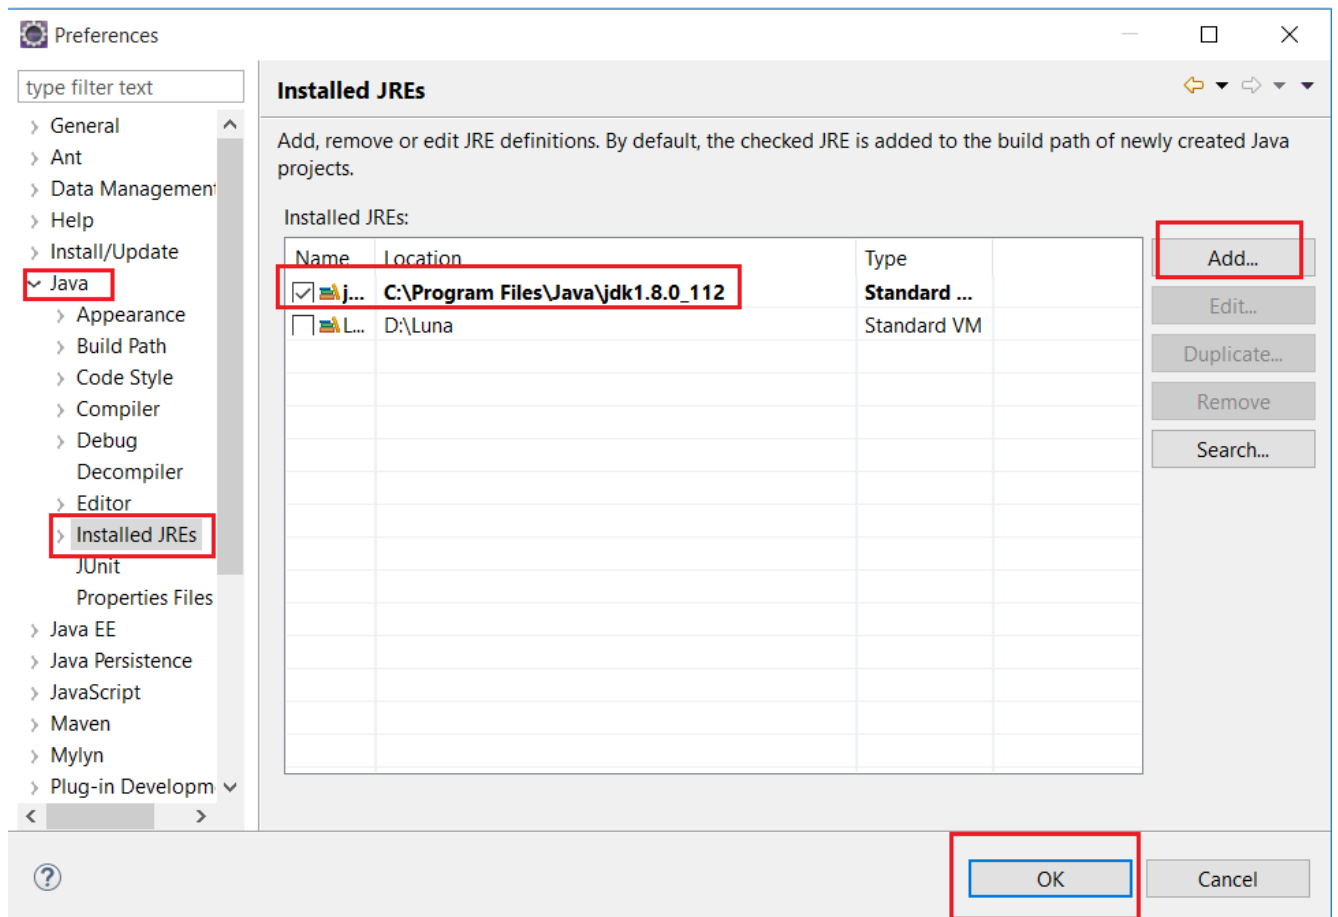 Preferences
type filter text
General
Ant
Data Management
Help
Install/Update
Java
Appearance
Build Path
Code Style
Compiler
Debug
Decompiler
Editor
Installed JREs
JUnit
Properties Files
Java EE
Java Persistence
JavaScript
Maven
Mylyn
Plug-in Developm
Installed JREs
Add, remove or edit JRE definitions. By default, the checked JRE is added to the build path of newly created Java
projects.
Installed JREs:
Name Location Type
j... C:\Program Files\Java\jdk1.8.0_112 Standard ...
L... D:\Luna Standard VM
Add...
Edit...
Duplicate...
Remove
Search...
? OK Cancel